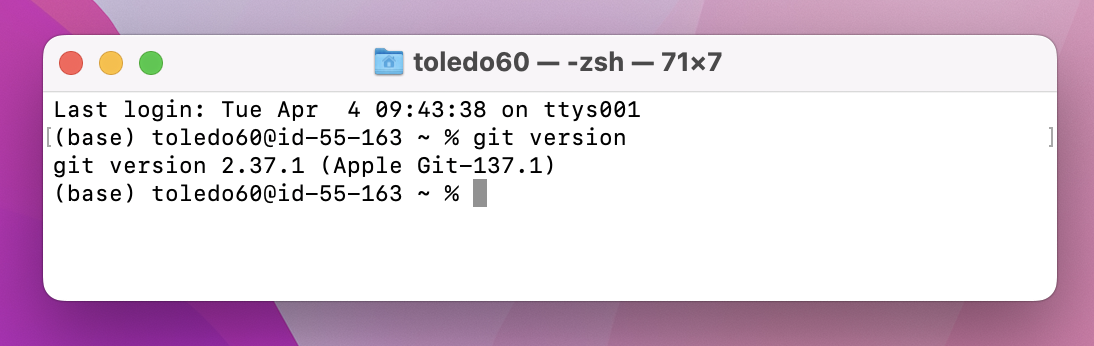 toledo60 — -zsh — 71×7
Last login: Tue Apr  4 09:43:38 on ttys001
[(base) toledo60@id-55-163 ~ % git version ]
git version 2.37.1 (Apple Git-137.1)
(base) toledo60@id-55-163 ~ %